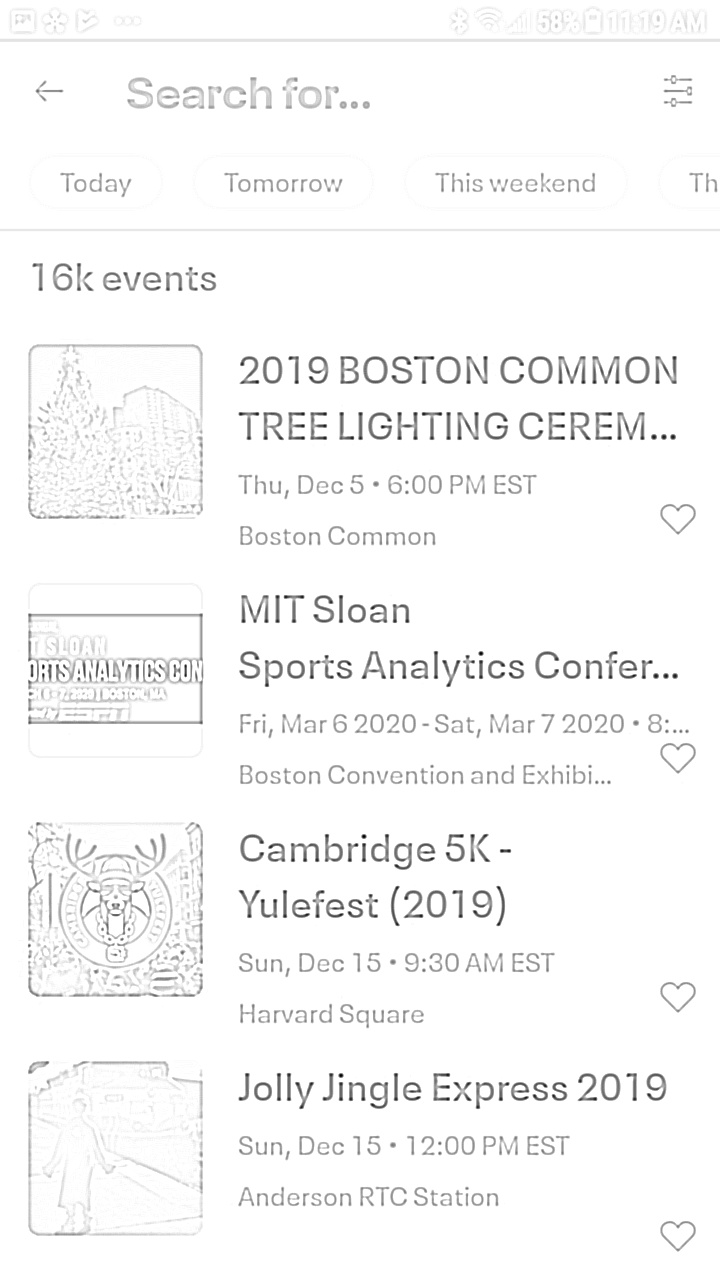 58% 11:19 AM
Search for...
Today Tomorrow This weekend Th
16k events
2019 BOSTON COMMON
TREE LIGHTING CEREM...
Thu, Dec 5 • 6:00 PM EST
Boston Common
MIT Sloan
Sports Analytics Confer...
T SLOAN
ORTS ANALYTICS CON
Fri, Mar 6 2020 - Sat, Mar 7 2020 • 8:...
Boston Convention and Exhibi...
Cambridge 5K -
Yulefest (2019)
Sun, Dec 15 • 9:30 AM EST
Harvard Square
Jolly Jingle Express 2019
Sun, Dec 15 • 12:00 PM EST
Anderson RTC Station